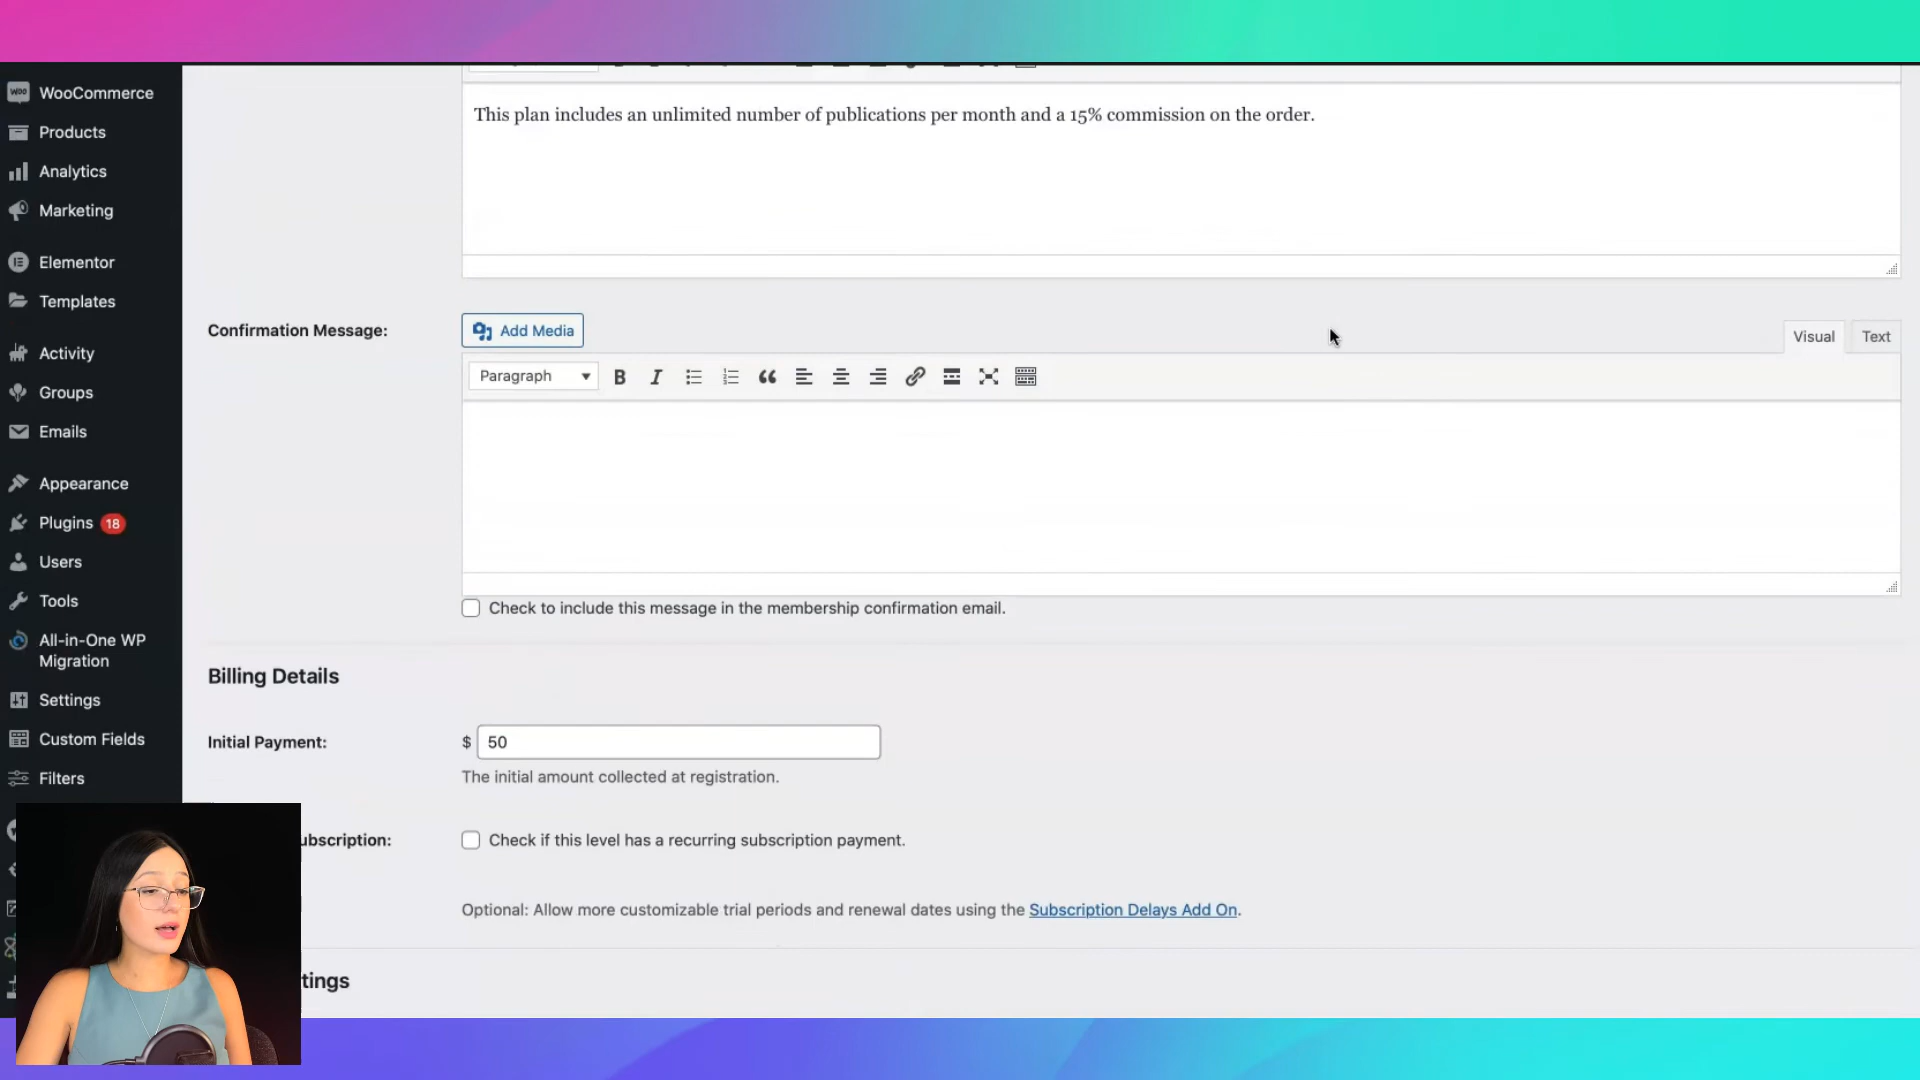 WooCommerce
Products
Analytics
Marketing
Elementor
Templates
Activity
Groups
Emails
Appearance
Plugins 18
Users
Tools
All-in-One WP
Migration
Settings
Custom Fields
Filters
This plan includes an unlimited number of publications per month and a 15% commission on the order.
Confirmation Message:
Add Media
Visual
Text
Paragraph
Check to include this message in the membership confirmation email.
Billing Details
Initial Payment:
$ 50
The initial amount collected at registration.
ubscription:
Check if this level has a recurring subscription payment.
Optional: Allow more customizable trial periods and renewal dates using the Subscription Delays Add On.
tings